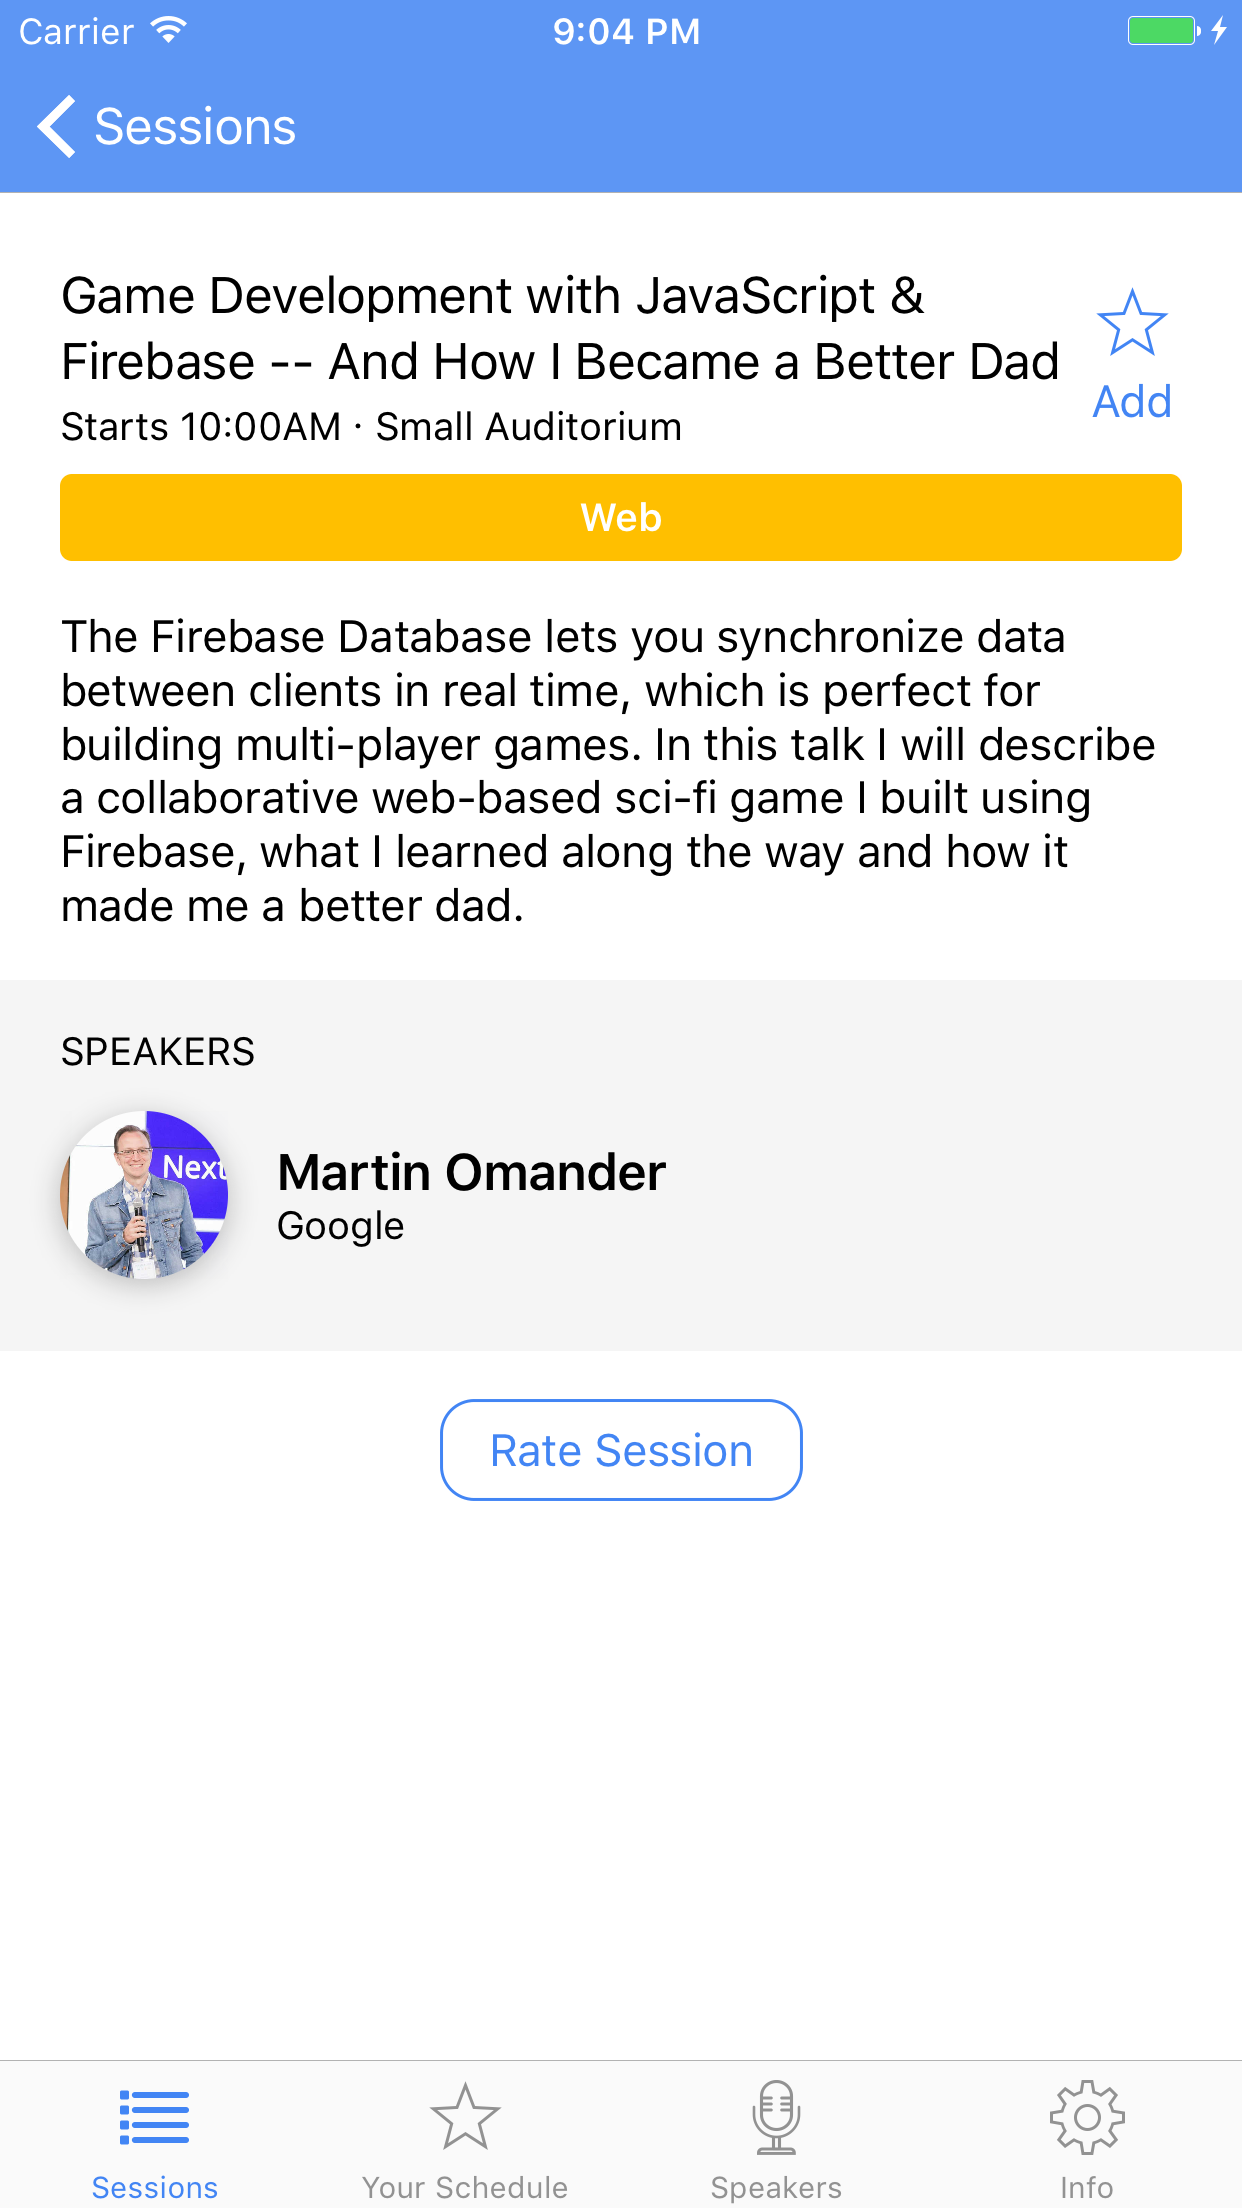 Carrier 9:04 PM
Sessions
Game Development with JavaScript &
Firebase -- And How I Became a Better Dad
Add
Starts 10:00AM · Small Auditorium
Web
The Firebase Database lets you synchronize data
between clients in real time, which is perfect for
building multi-player games. In this talk I will describe
a collaborative web-based sci-fi game I built using
Firebase, what I learned along the way and how it
made me a better dad.
SPEAKERS
Next
Martin Omander
Google
Rate Session
Sessions Your Schedule Speakers Info